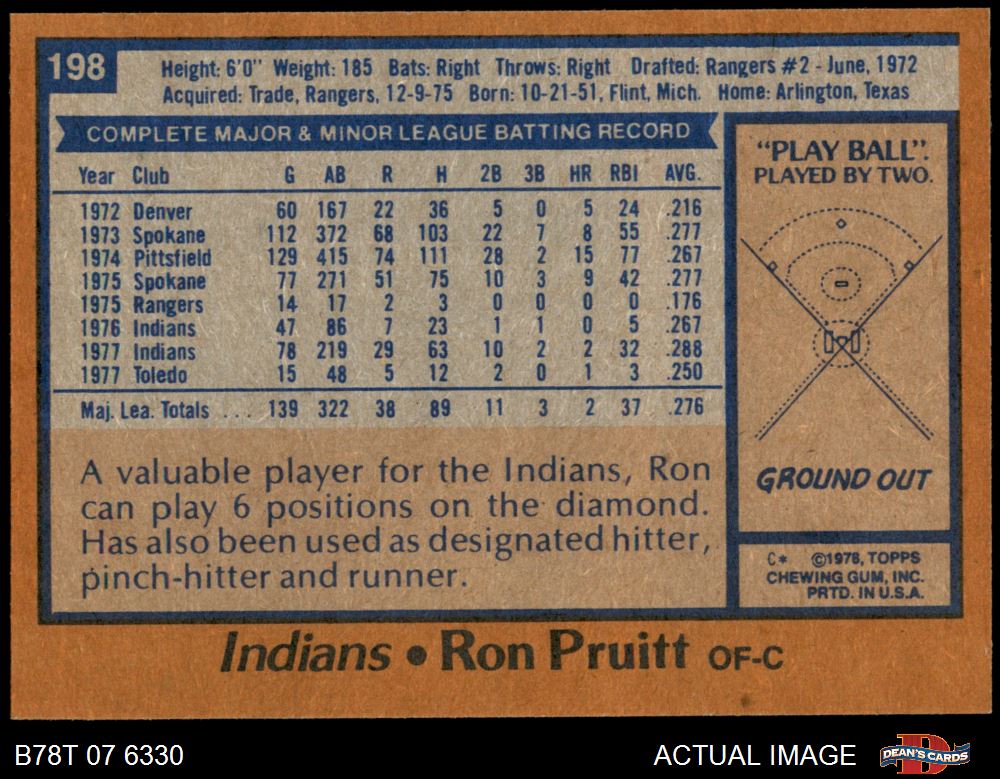 198
Height: 6'0" Weight: 185 Bats: Right Throws: Right Drafted: Rangers #2 - June, 1972
Acquired: Trade, Rangers, 12-9-75 Born: 10-21-51, Flint, Mich. Home: Arlington, Texas
COMPLETE MAJOR & MINOR LEAGUE BATTING RECORD
Year Club G AB R H 2B 3B HR RBI AVG.
1972 Denver 60 167 22 36 5 0 5 24 .216
1973 Spokane 112 372 68 103 22 7 8 55 .277
1974 Pittsfield 129 415 74 111 28 2 15 77 .267
1975 Spokane 77 271 51 75 10 3 9 42 .277
1975 Rangers 14 17 2 3 0 0 0 0 .176
1976 Indians 47 86 7 23 1 1 0 5 .267
1977 Indians 78 219 29 63 10 2 2 32 .288
1977 Toledo 15 48 5 12 2 0 1 3 .250
Maj. Lea. Totals ... 139 322 38 89 11 3 2 37 .276
A valuable player for the Indians, Ron
can play 6 positions on the diamond.
Has also been used as designated hitter,
pinch-hitter and runner.
"PLAY BALL".
PLAYED BY TWO.
GROUND OUT
C* ©1978, TOPPS
CHEWING GUM, INC.
PRTD. IN U.S.A.
Indians • Ron Pruitt OF-C
B78T 07 6330
ACTUAL IMAGE
D
DEAN'S CARDS